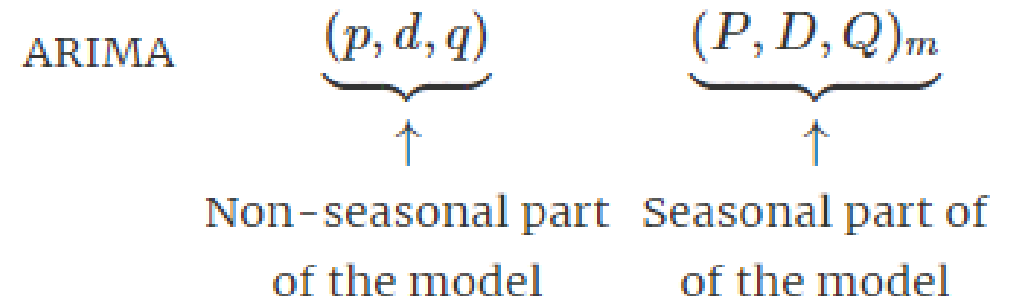 ARIMA (p, d, q) (P, D, Q)m
↑ ↑
Non-seasonal part Seasonal part of
of the model of the model